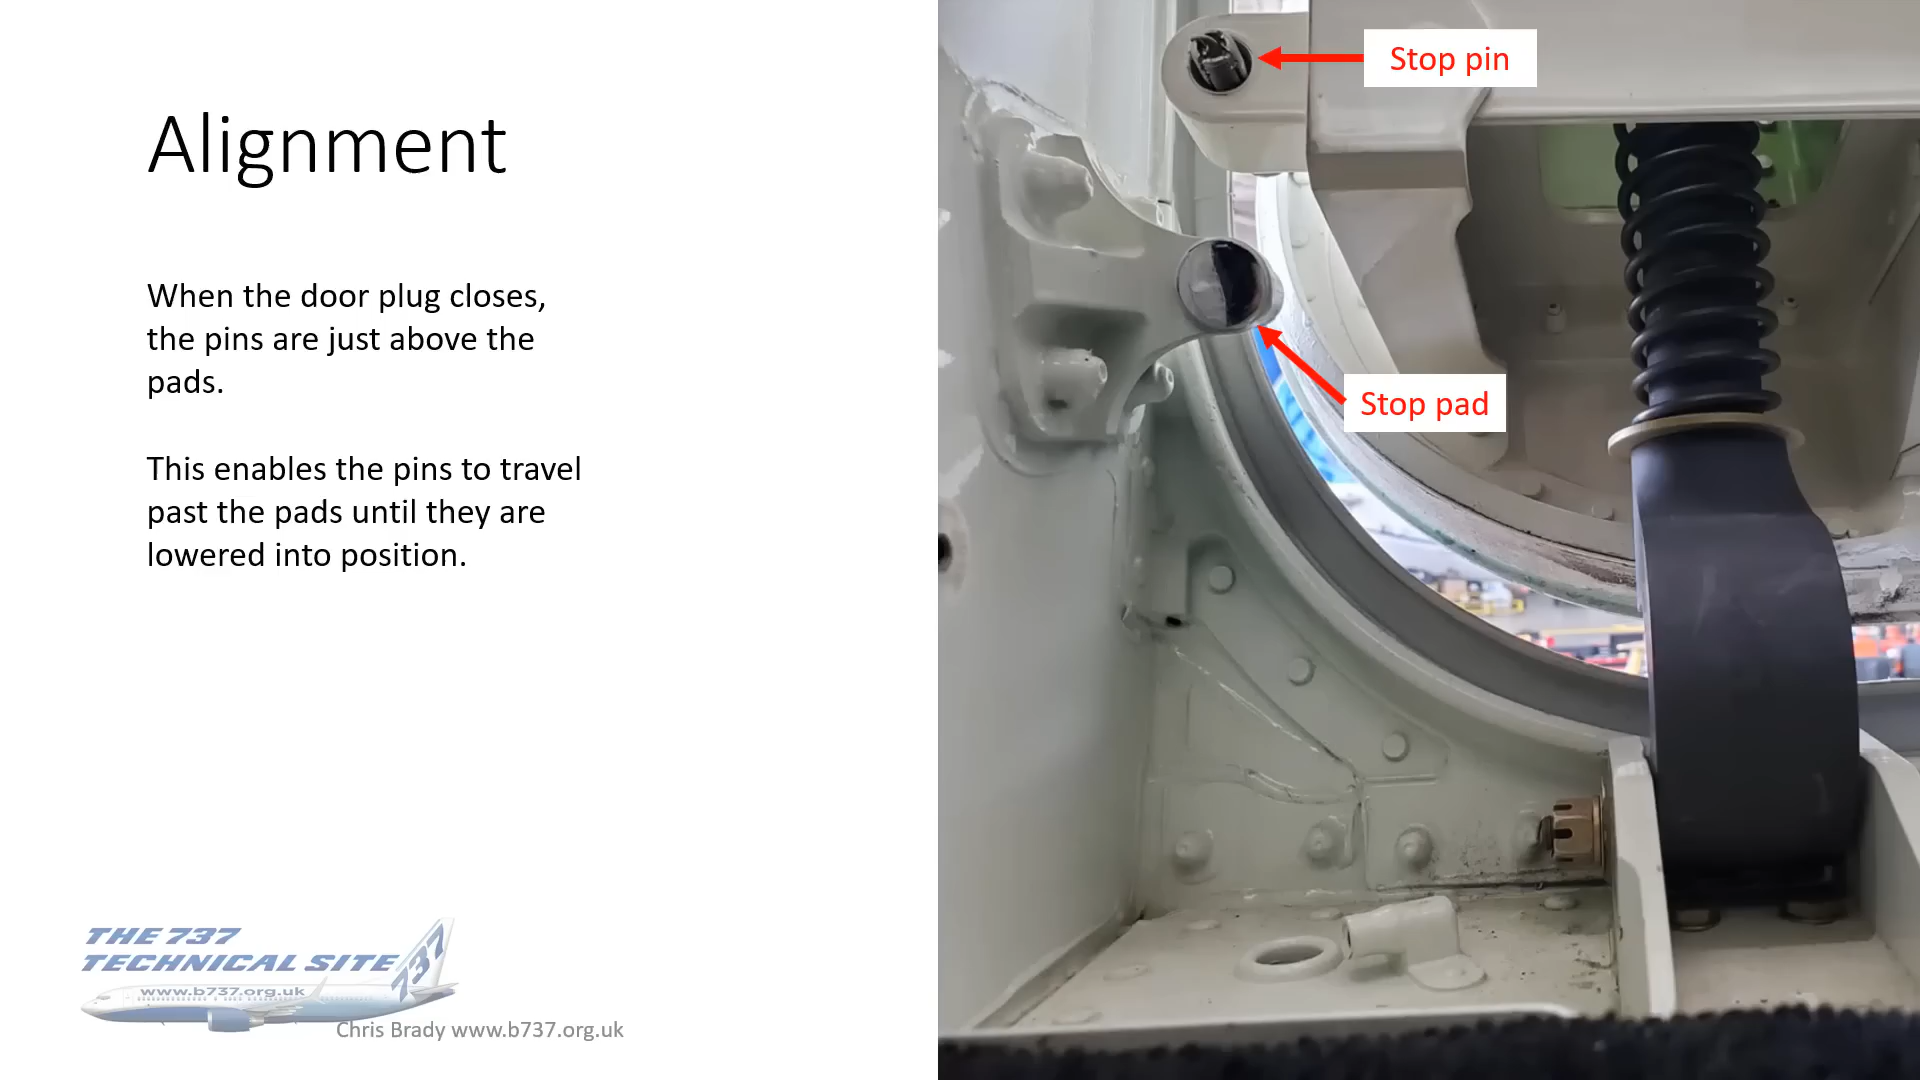 Alignment
When the door plug closes,
the pins are just above the
pads.
This enables the pins to travel
past the pads until they are
lowered into position.
Stop pin
Stop pad
THE 737
TECHNICAL SITE
737
www.b737.org.uk
Chris Brady www.b737.org.uk